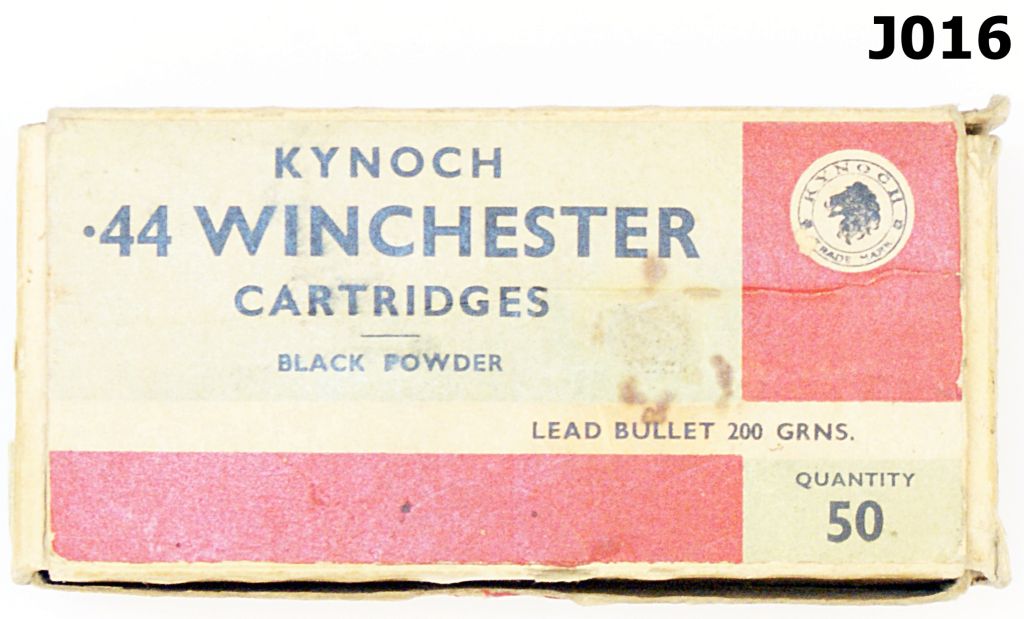 J016
KYNOCH
·44 WINCHESTER
CARTRIDGES
BLACK POWDER
KYNOCH
TRADE MARK
LEAD BULLET 200 GRNS.
QUANTITY
50